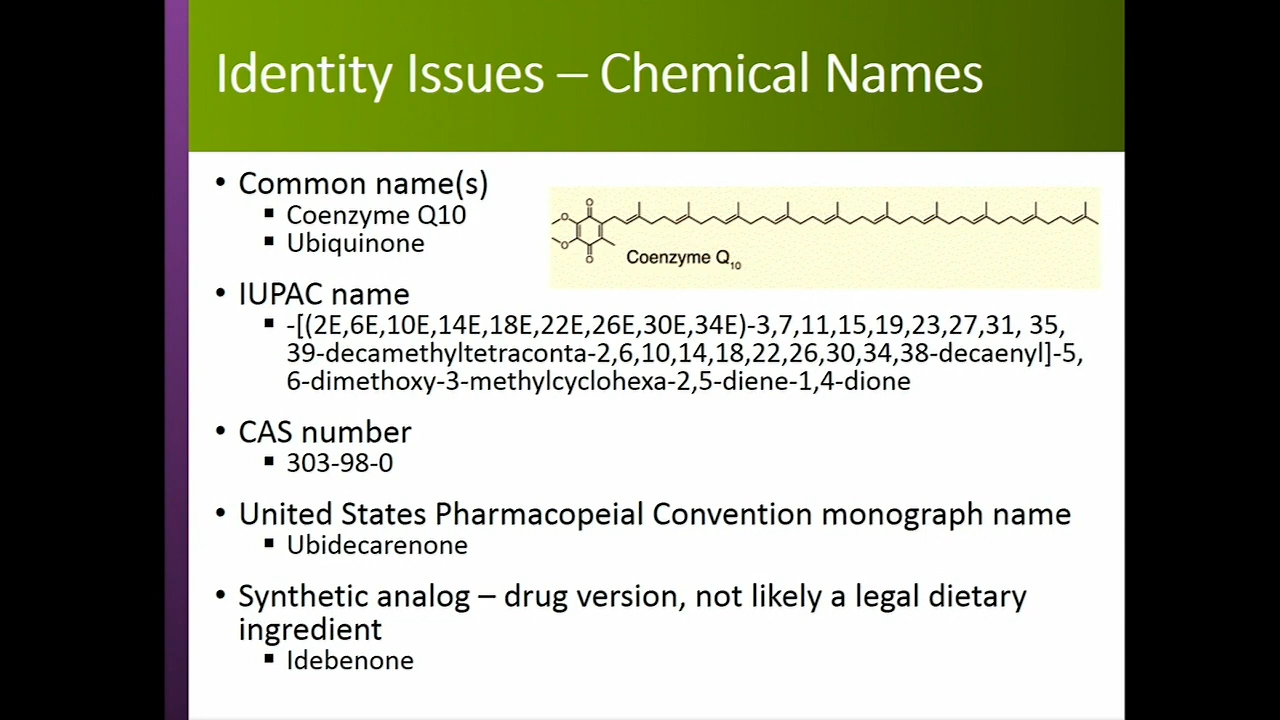 Identity Issues – Chemical Names
• Common name(s)
▪ Coenzyme Q10
▪ Ubiquinone
O
O
O
O
Coenzyme Q10
• IUPAC name
▪ -[(2E,6E,10E,14E,18E,22E,26E,30E,34E)-3,7,11,15,19,23,27,31, 35,
39-decamethyltetraconta-2,6,10,14,18,22,26,30,34,38-decaenyl]-5,
6-dimethoxy-3-methylcyclohexa-2,5-diene-1,4-dione
• CAS number
▪ 303-98-0
• United States Pharmacopeial Convention monograph name
▪ Ubidecarenone
• Synthetic analog – drug version, not likely a legal dietary
ingredient
▪ Idebenone